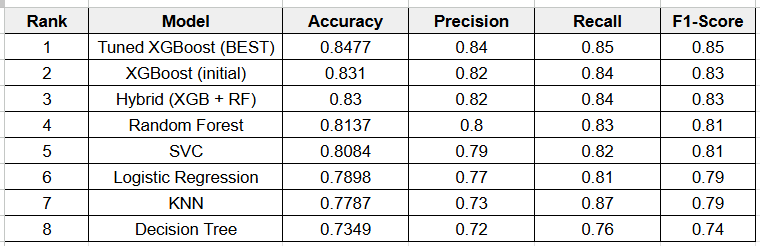 Rank Model Accuracy Precision Recall F1-Score
1 Tuned XGBoost (BEST) 0.8477 0.84 0.85 0.85
2 XGBoost (initial) 0.831 0.82 0.84 0.83
3 Hybrid (XGB + RF) 0.83 0.82 0.84 0.83
4 Random Forest 0.8137 0.8 0.83 0.81
5 SVC 0.8084 0.79 0.82 0.81
6 Logistic Regression 0.7898 0.77 0.81 0.79
7 KNN 0.7787 0.73 0.87 0.79
8 Decision Tree 0.7349 0.72 0.76 0.74